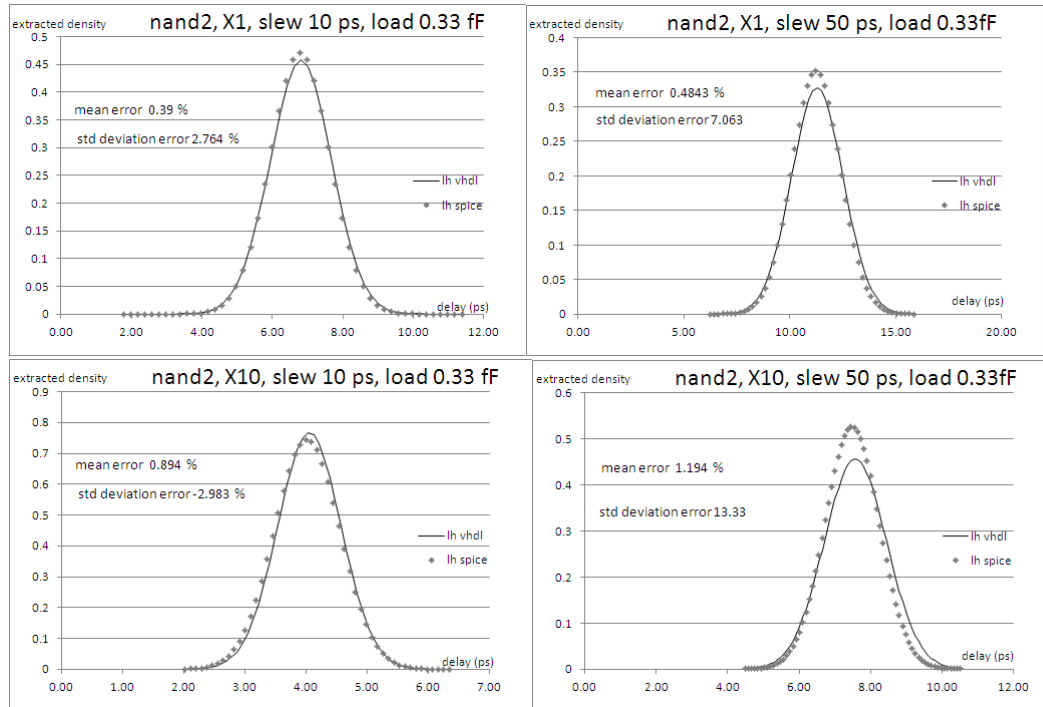 extracted density
nand2, X1, slew 10 ps, load 0.33 fF
0.5
0.45
0.4
0.35
0.3
0.25
0.2
0.15
0.1
0.05
0
mean error 0.39 %
std deviation error 2.764 %
lh vhdl
lh spice
delay (ps)
0.00 2.00 4.00 6.00 8.00 10.00 12.00
extracted density
nand2, X1, slew 50 ps, load 0.33fF
0.4
0.35
0.3
0.25
0.2
0.15
0.1
0.05
0
mean error 0.4843 %
std deviation error 7.063
lh vhdl
lh spice
delay (ps)
0.00 5.00 10.00 15.00 20.00
extracted density
nand2, X10, slew 10 ps, load 0.33 fF
0.9
0.8
0.7
0.6
0.5
0.4
0.3
0.2
0.1
0
mean error 0.894 %
std deviation error -2.983 %
lh vhdl
lh spice
delay (ps)
0.00 1.00 2.00 3.00 4.00 5.00 6.00 7.00
extracted density
nand2, X10, slew 50 ps, load 0.33fF
0.6
0.5
0.4
0.3
0.2
0.1
0
mean error 1.194 %
std deviation error 13.33
lh vhdl
lh spice
delay (ps)
0.00 2.00 4.00 6.00 8.00 10.00 12.00